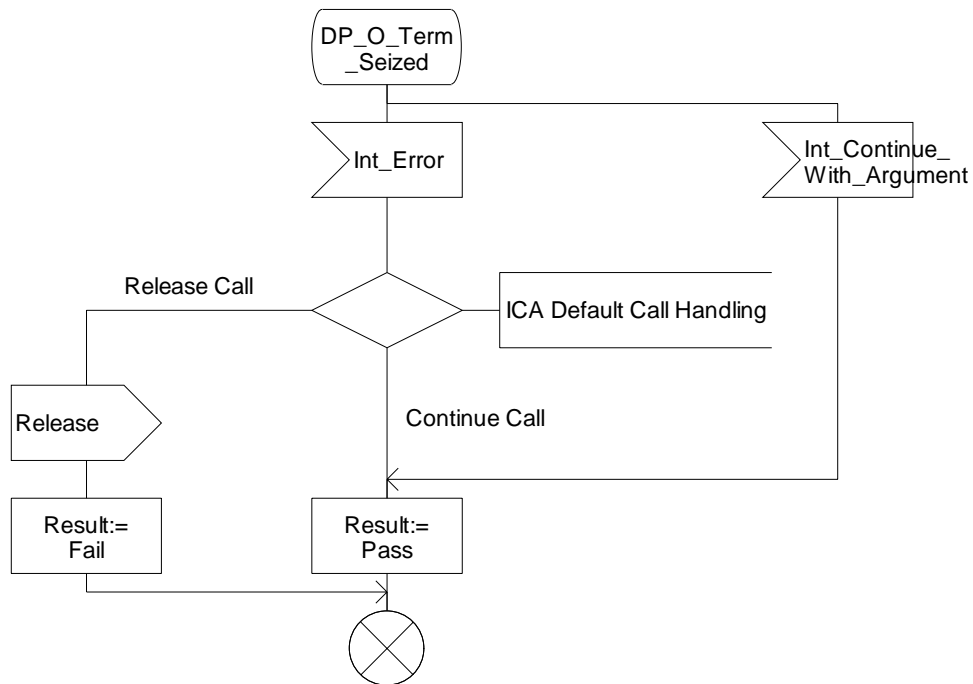 DP_O_Term
_Seized
Int_Error
Int_Continue_
With_Argument
Release Call
ICA Default Call Handling
Release
Continue Call
Result:=
Fail
Result:=
Pass